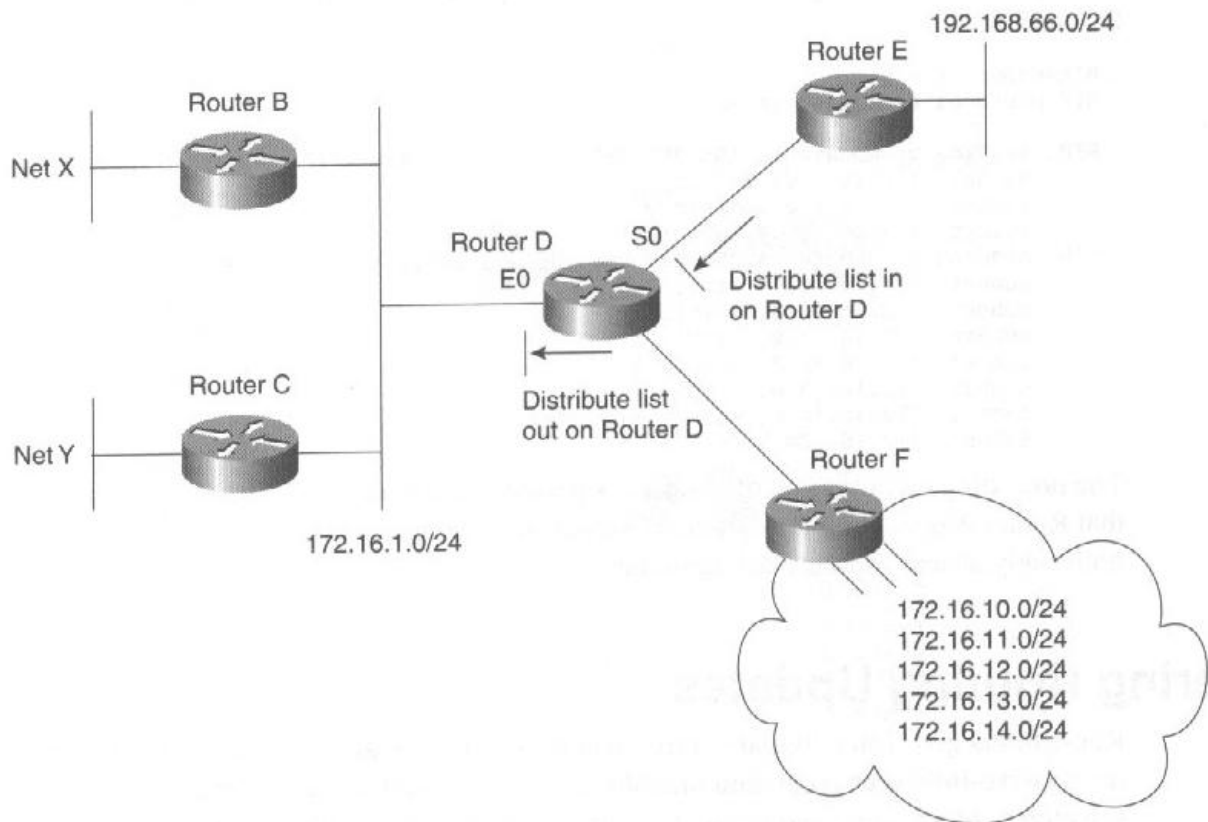 192.168.66.0/24
Router E
Router B
Net X
Router D
S0
E0
Distribute list in
on Router D
Router C
Distribute list
out on Router D
Net Y
Router F
172.16.1.0/24
172.16.10.0/24
172.16.11.0/24
172.16.12.0/24
172.16.13.0/24
172.16.14.0/24